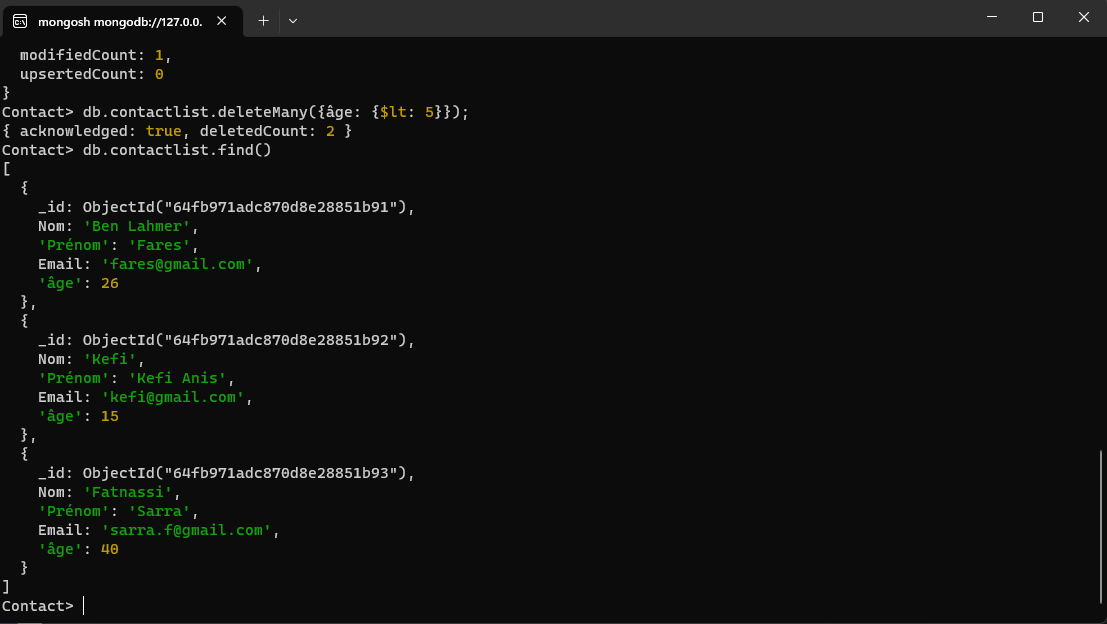 mongosh mongodb://127.0.0.
  modifiedCount: 1,
  upsertedCount: 0
}
Contact> db.contactlist.deleteMany({âge: {$lt: 5}});
{ acknowledged: true, deletedCount: 2 }
Contact> db.contactlist.find()
[
  {
    _id: ObjectId("64fb971adc870d8e28851b91"),
    Nom: 'Ben Lahmer',
    'Prénom': 'Fares',
    Email: 'fares@gmail.com',
    'âge': 26
  },
  {
    _id: ObjectId("64fb971adc870d8e28851b92"),
    Nom: 'Kefi',
    'Prénom': 'Kefi Anis',
    Email: 'kefi@gmail.com',
    'âge': 15
  },
  {
    _id: ObjectId("64fb971adc870d8e28851b93"),
    Nom: 'Fatnassi',
    'Prénom': 'Sarra',
    Email: 'sarra.f@gmail.com',
    'âge': 40
  }
]
Contact>